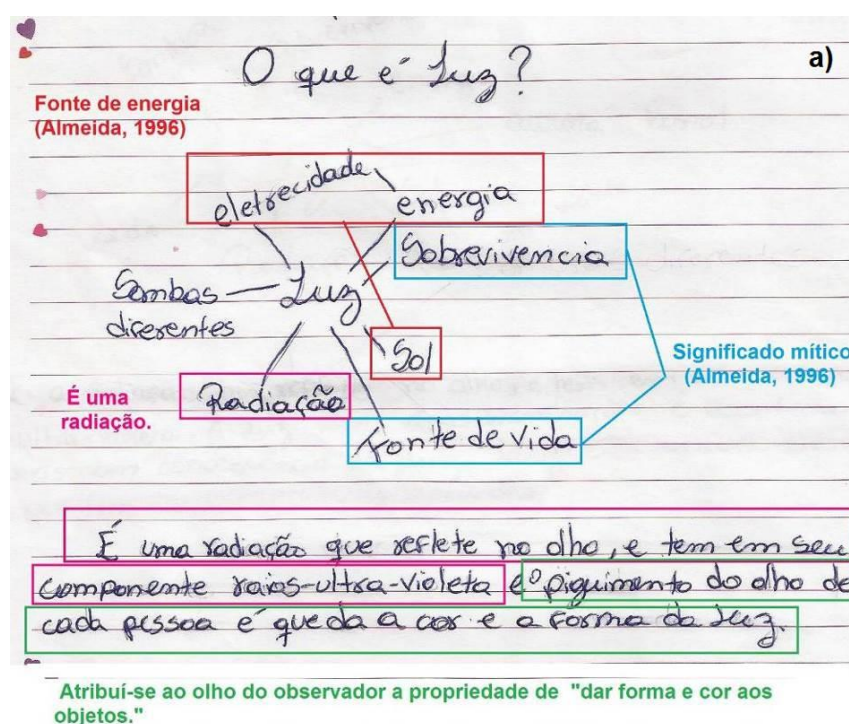 O que é Luz?
a)
Fonte de energia
(Almeida, 1996)
eletrecidade
energia
Sobrevivencia
Sombas
diferentes
Luz
Sol
Significado mítico
(Almeida, 1996)
É uma
radiação.
Radiação
Fonte de vida
É uma radiação que reflete no olho, e tem em seu
componente raios-ultra-violeta e o piguimento do olho de
cada pessoa é que da a cor e a forma da Luz.
Atribuí-se ao olho do observador a propriedade de "dar forma e cor aos
objetos."